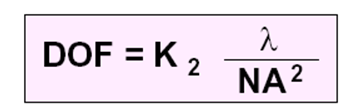 DOF = K₂ λ / NA²